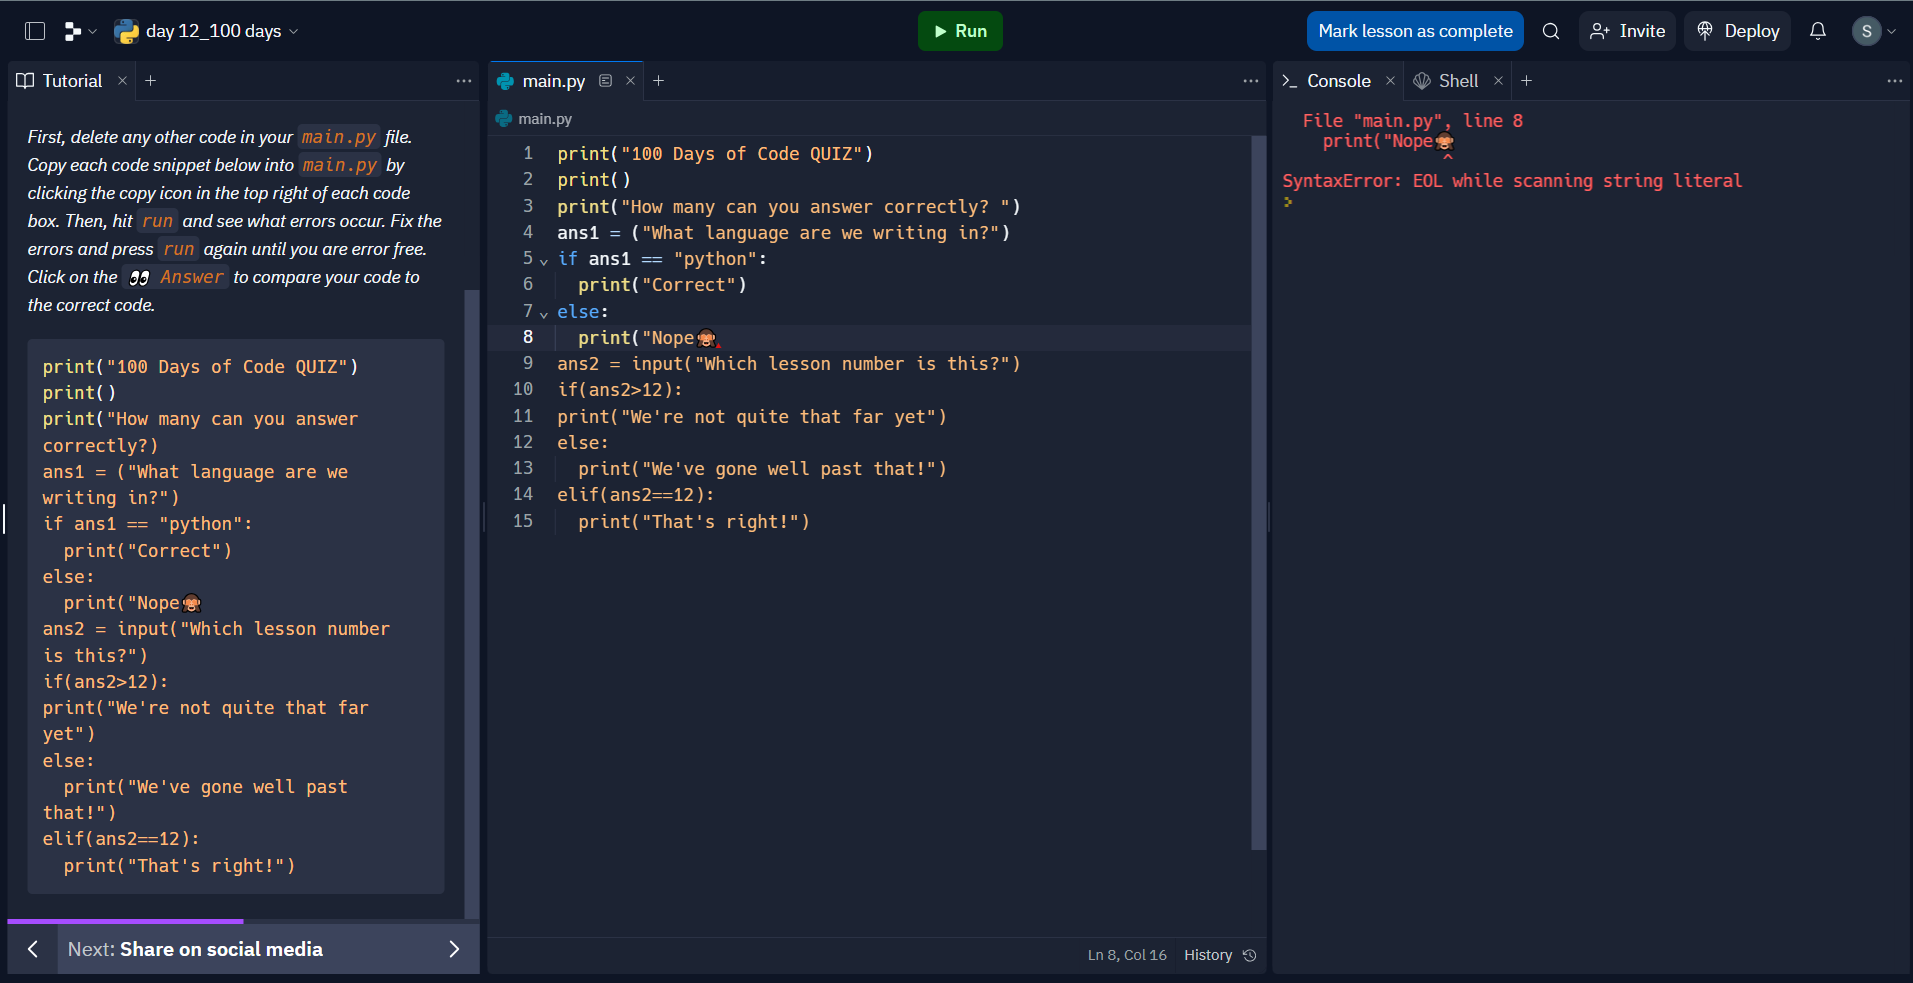 day 12_100 days
Run
Mark lesson as complete
Invite
Deploy
S
Tutorial
First, delete any other code in your main.py file.
Copy each code snippet below into main.py by
clicking the copy icon in the top right of each code
box. Then, hit run and see what errors occur. Fix the
errors and press run again until you are error free.
Click on the 👀 Answer to compare your code to
the correct code.
print("100 Days of Code QUIZ")
print()
print("How many can you answer
correctly?)
ans1 = ("What language are we
writing in?")
if ans1 == "python":
  print("Correct")
else:
  print("Nope🙈
ans2 = input("Which lesson number
is this?")
if(ans2>12):
print("We're not quite that far
yet")
else:
  print("We've gone well past
that!")
elif(ans2==12):
  print("That's right!")
Next: Share on social media
main.py
main.py
1 print("100 Days of Code QUIZ")
2 print()
3 print("How many can you answer correctly? ")
4 ans1 = ("What language are we writing in?")
5 if ans1 == "python":
6   print("Correct")
7 else:
8   print("Nope🙈
9 ans2 = input("Which lesson number is this?")
10 if(ans2>12):
11 print("We're not quite that far yet")
12 else:
13   print("We've gone well past that!")
14 elif(ans2==12):
15   print("That's right!")
Ln 8, Col 16 History
Console
Shell
File "main.py", line 8
print("Nope🙈
^
SyntaxError: EOL while scanning string literal